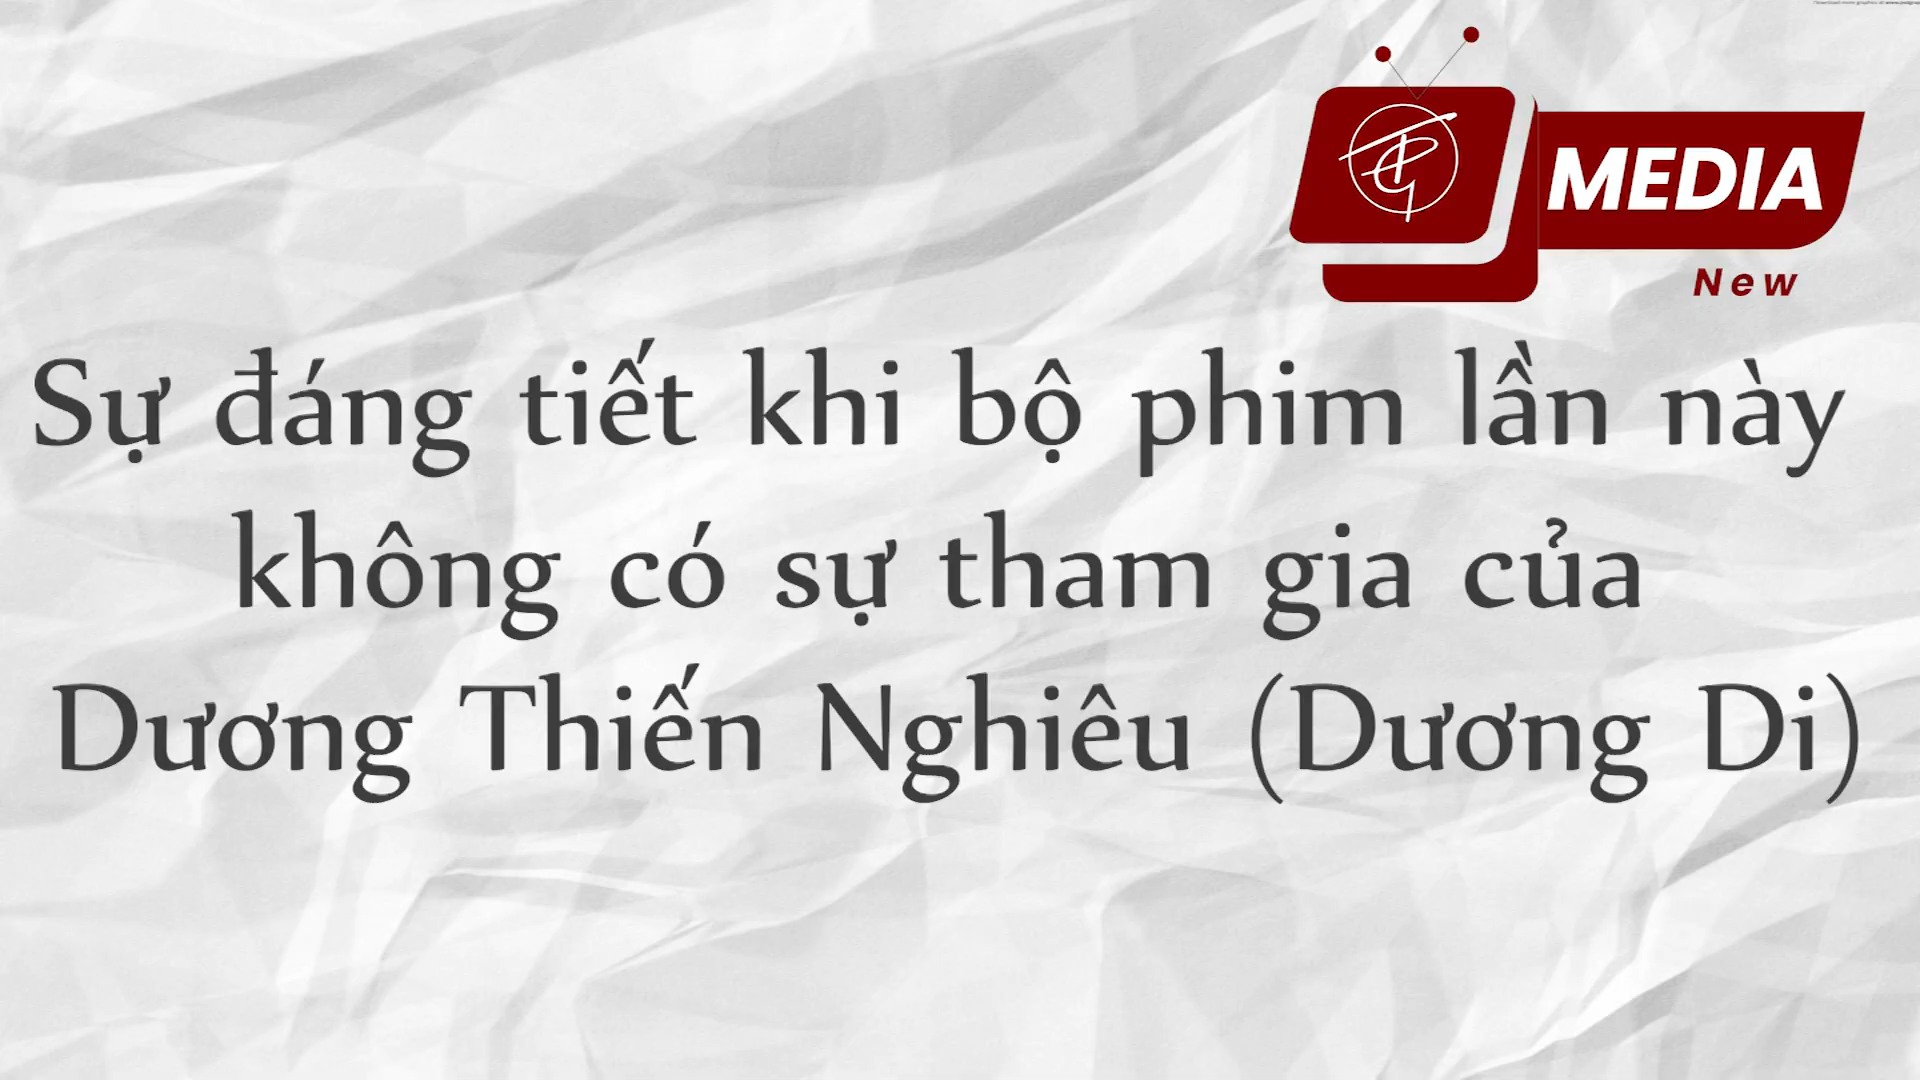 MEDIA
New
Sự đáng tiết khi bộ phim lần này
không có sự tham gia của
Dương Thiến Nghiêu (Dương Di)